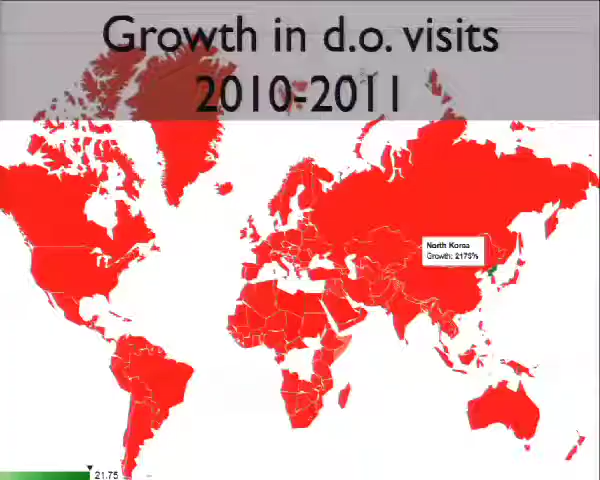 Growth in d.o. visits
2010-2011
North Korea
Growth: 2175%
21.75